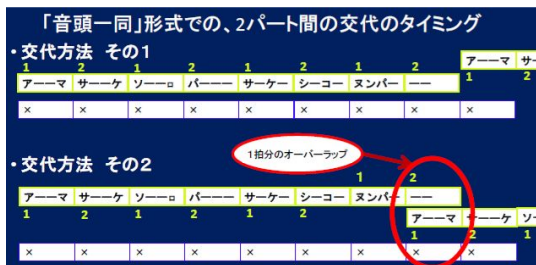 「音頭一同」形式での、2パート間の交代のタイミング
・交代方法 その1
1 2 1 2 1 2 1 2
アーーマ サーーケ ソーーロ バーーー サーケー シーコー ヌンパー ーー アーーマ サー
1 2
× × × × × × × × ×
1拍分のオーバーラップ
・交代方法 その2
1 2
アーーマ サーーケ ソーーロ バーーー サーケー シーコー ヌンパー ーー
1 2 1 2 1 2 アーーマ サーーケ ソー
1 2 1
× × × × × × × × ×